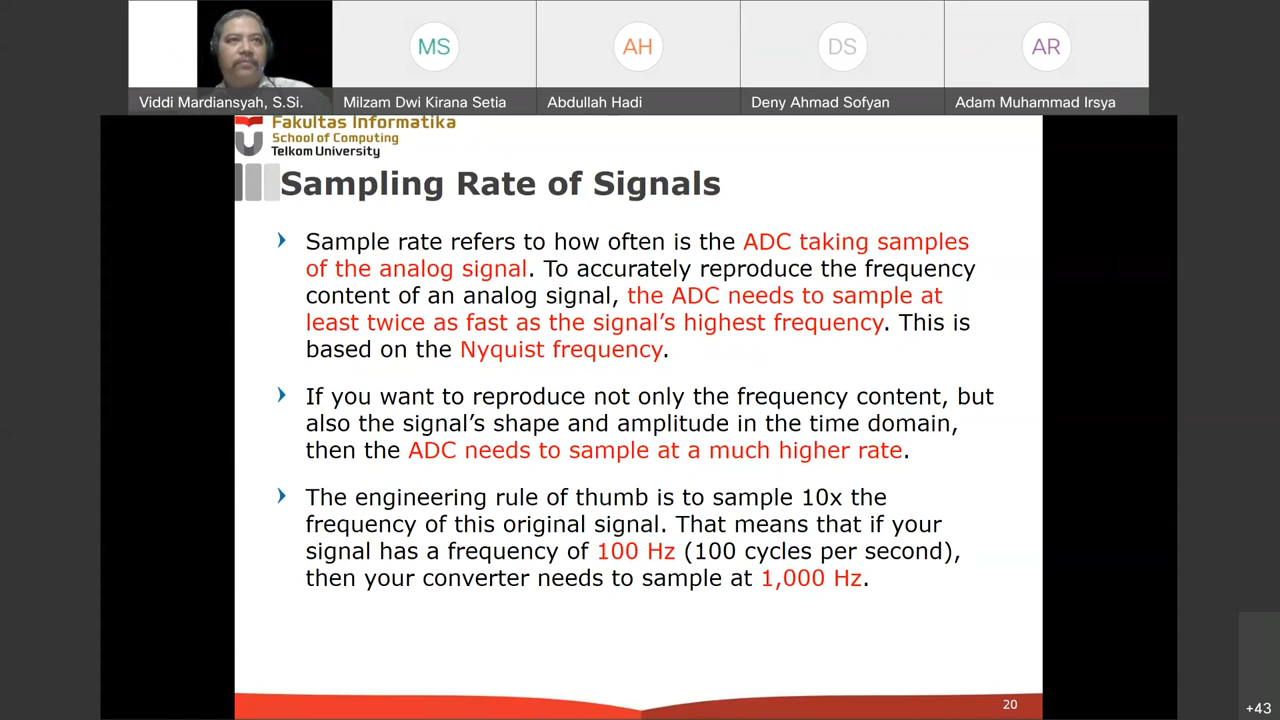 MS
AH
DS
AR
Viddi Mardiansyah, S.Si.
Milzam Dwi Kirana Setia
Abdullah Hadi
Deny Ahmad Sofyan
Adam Muhammad Irsya
Fakultas Informatika
School of Computing
Telkom University
Sampling Rate of Signals
Sample rate refers to how often is the ADC taking samples
of the analog signal. To accurately reproduce the frequency
content of an analog signal, the ADC needs to sample at
least twice as fast as the signal's highest frequency. This is
based on the Nyquist frequency.
If you want to reproduce not only the frequency content, but
also the signal's shape and amplitude in the time domain,
then the ADC needs to sample at a much higher rate.
The engineering rule of thumb is to sample 10x the
frequency of this original signal. That means that if your
signal has a frequency of 100 Hz (100 cycles per second),
then your converter needs to sample at 1,000 Hz.
20
+43